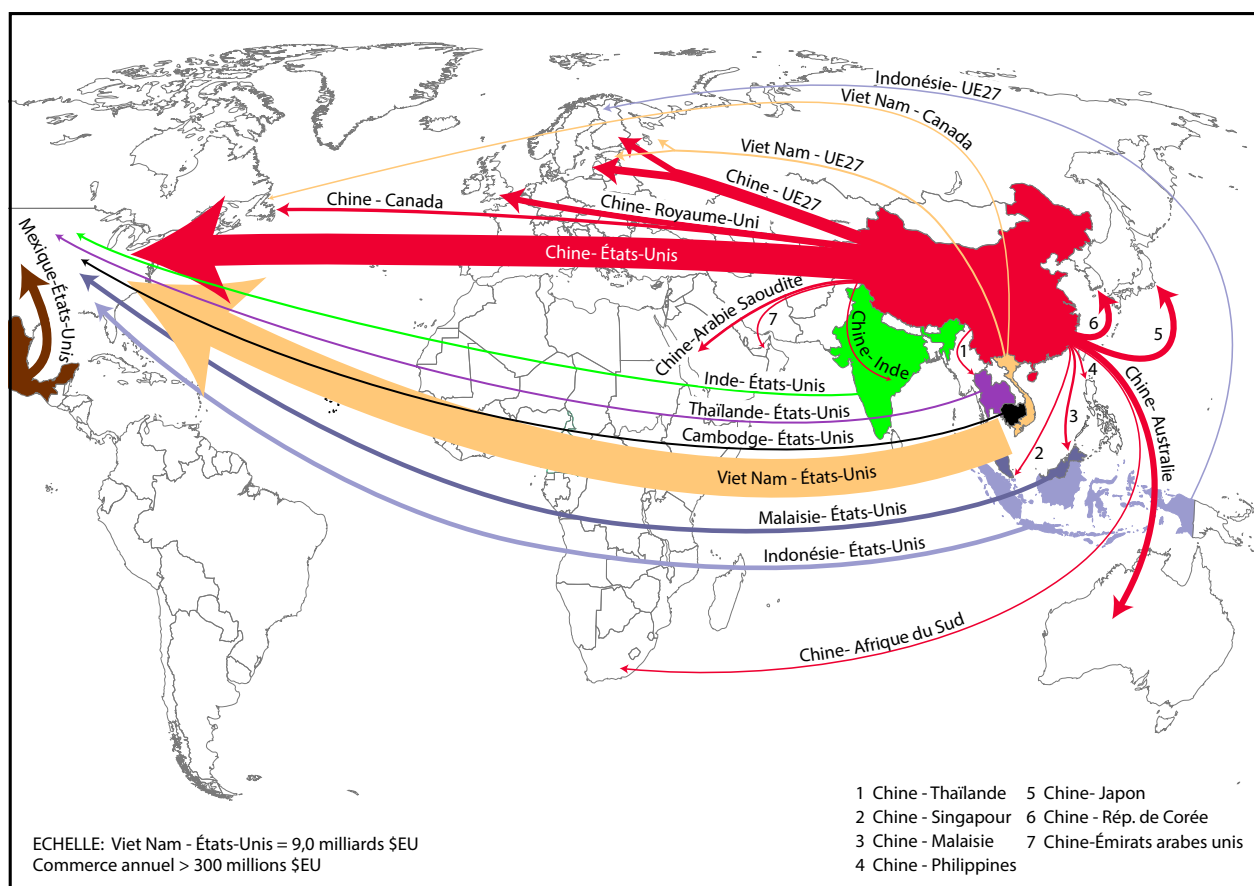 Indonésie- UE27
Viet Nam - Canada
Viet Nam - UE27
Chine - UE27
Chine - Canada
Chine- Royaume-Uni
Chine- États-Unis
Mexique-États-Unis
Chine-Arabie Saoudite
7
Chine- Inde
1
6
5
4
3
2
Chine- Australie
Inde - États-Unis
Thaïlande- États-Unis
Cambodge- États-Unis
Viet Nam - États-Unis
Malaisie- États-Unis
Indonésie- États-Unis
Chine- Afrique du Sud
1 Chine - Thaïlande
2 Chine - Singapour
3 Chine - Malaisie
4 Chine - Philippines
5 Chine- Japon
6 Chine - Rép. de Corée
7 Chine-Émirats arabes unis
ECHELLE: Viet Nam - États-Unis = 9,0 milliards $EU
Commerce annuel > 300 millions $EU